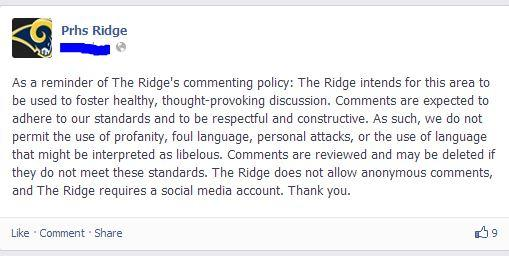 Prhs Ridge
As a reminder of The Ridge's commenting policy: The Ridge intends for this area to
be used to foster healthy, thought-provoking discussion. Comments are expected to
adhere to our standards and to be respectful and constructive. As such, we do not
permit the use of profanity, foul language, personal attacks, or the use of language
that might be interpreted as libelous. Comments are reviewed and may be deleted if
they do not meet these standards. The Ridge does not allow anonymous comments,
and The Ridge requires a social media account. Thank you.
Like · Comment · Share 9